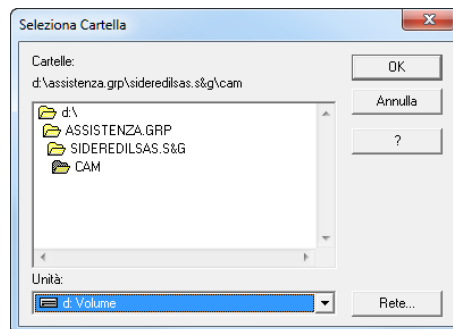 Seleziona Cartella
Cartelle:
d:\assistenza.grp\sideredilsas.s&g\cam
OK
Annulla
?
d:\
ASSISTENZA.GRP
SIDEREDILSAS.S&G
CAM
Unità:
d: Volume
Rete...